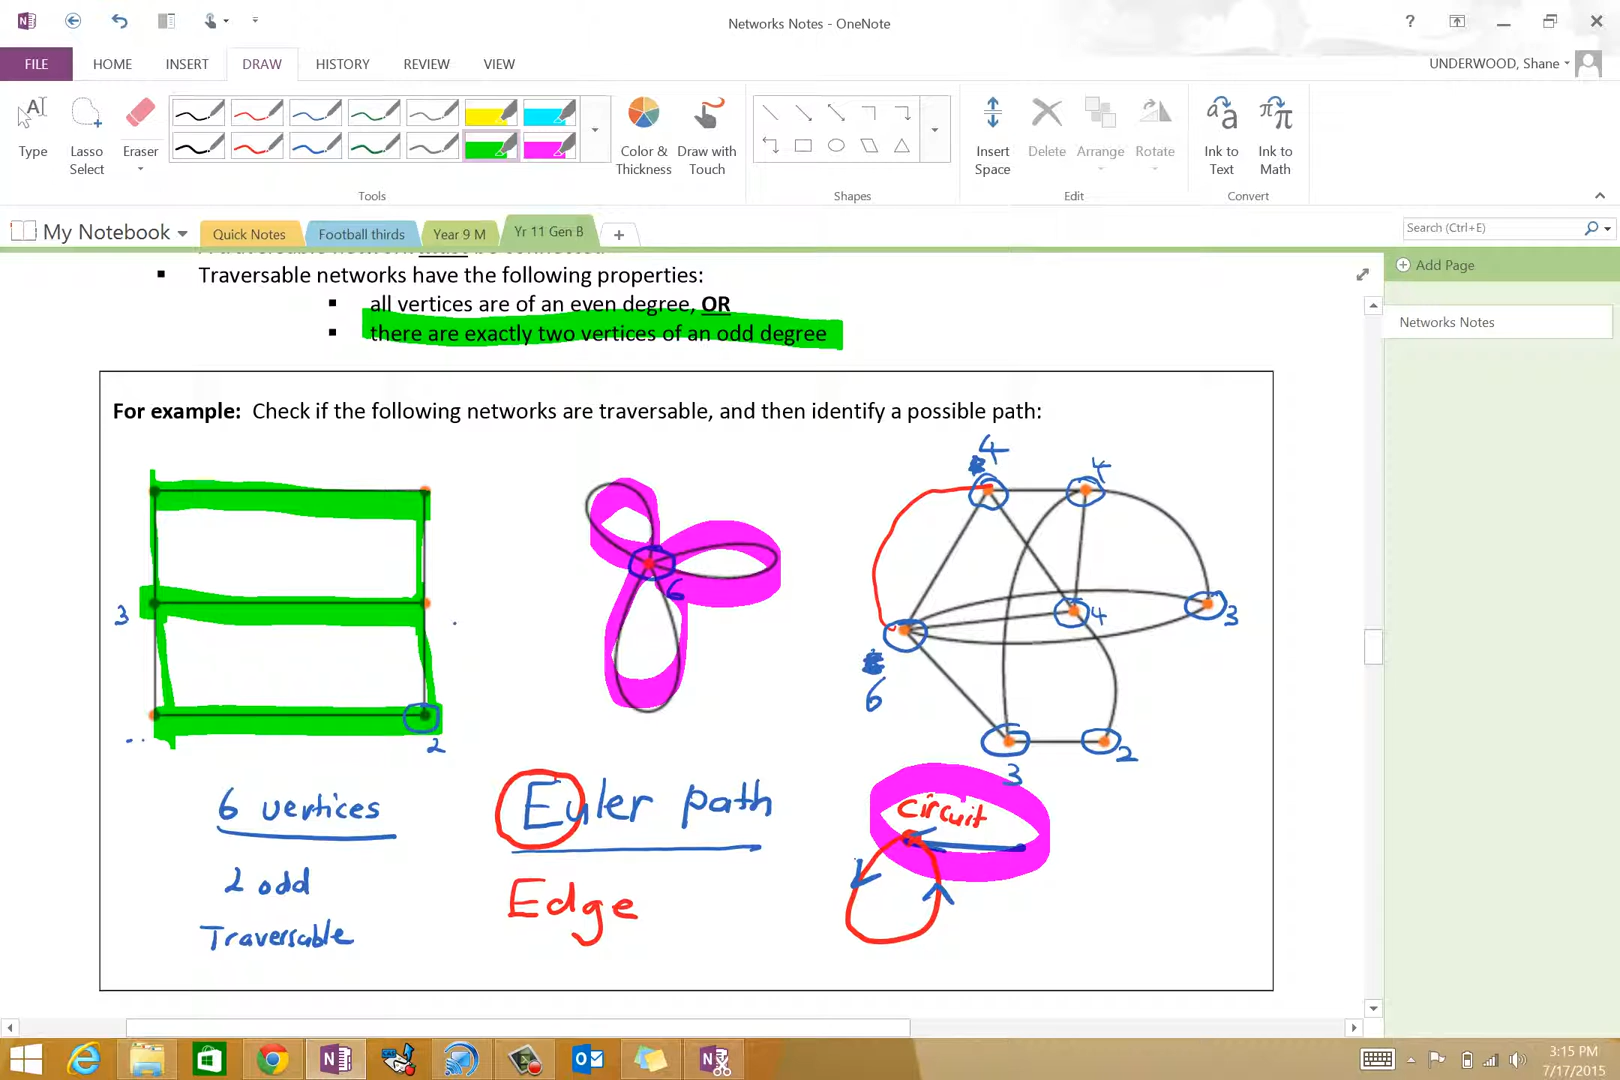 Networks Notes - OneNote
?
FILE HOME INSERT DRAW HISTORY REVIEW VIEW
UNDERWOOD, Shane
Type
Lasso Select
Eraser
Color & Thickness
Draw with Touch
Insert Space
Delete
Arrange
Rotate
Ink to Text
Ink to Math
Tools
Shapes
Edit
Convert
My Notebook
Quick Notes
Football thirds
Year 9 M
Yr 11 Gen B
Search (Ctrl+E)
Add Page
Networks Notes
Traversable networks have the following properties:
all vertices are of an even degree, OR
there are exactly two vertices of an odd degree
For example: Check if the following networks are traversable, and then identify a possible path:
4
4
3
6
4
3
6
3
2
2
6 vertices
2 odd
Traversable
Euler path
Edge
circuit
3:15 PM
7/17/2015